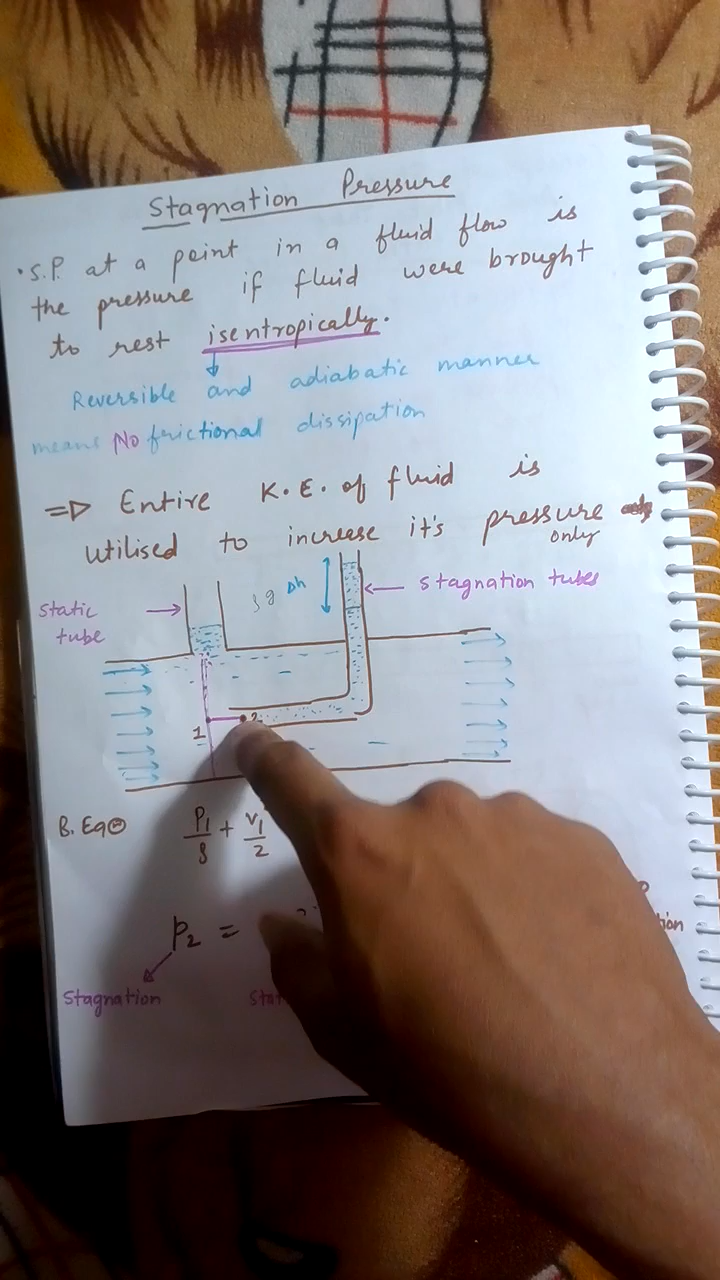 Stagnation Pressure
• S.P. at a point in a fluid flow is
the pressure if fluid were brought
to rest isentropically.
Reversible and adiabatic manner
means No frictional dissipation
⇒ Entire K.E. of fluid is
utilised to increase it's pressure
only
Static
tube
ρg Dh
Stagnation tubes
1
2
B. Eq
P1/ρ + V1/2
P2 =
Stagnation